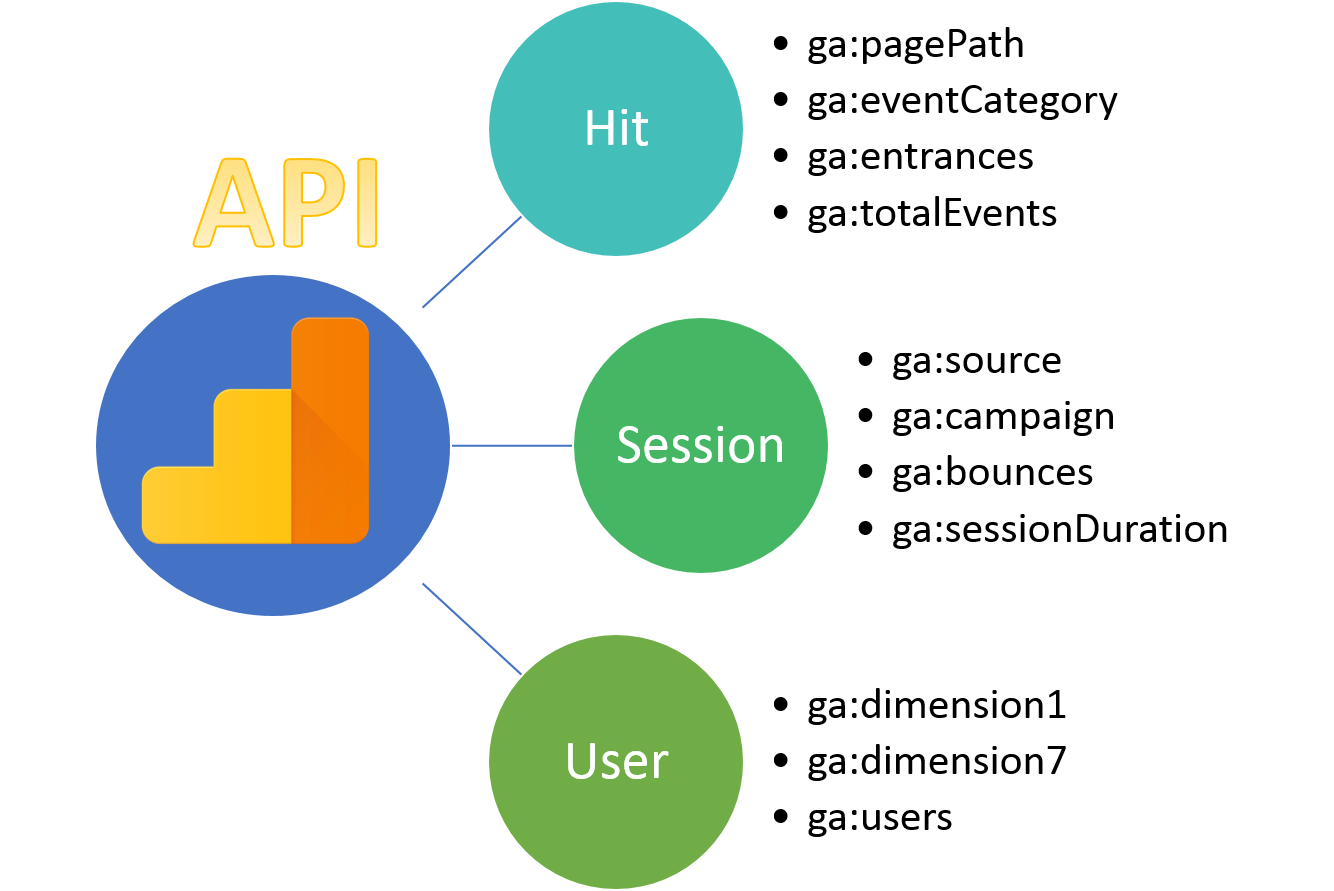 API
Hit
• ga:pagePath
• ga:eventCategory
• ga:entrances
• ga:totalEvents
Session
• ga:source
• ga:campaign
• ga:bounces
• ga:sessionDuration
User
• ga:dimension1
• ga:dimension7
• ga:users